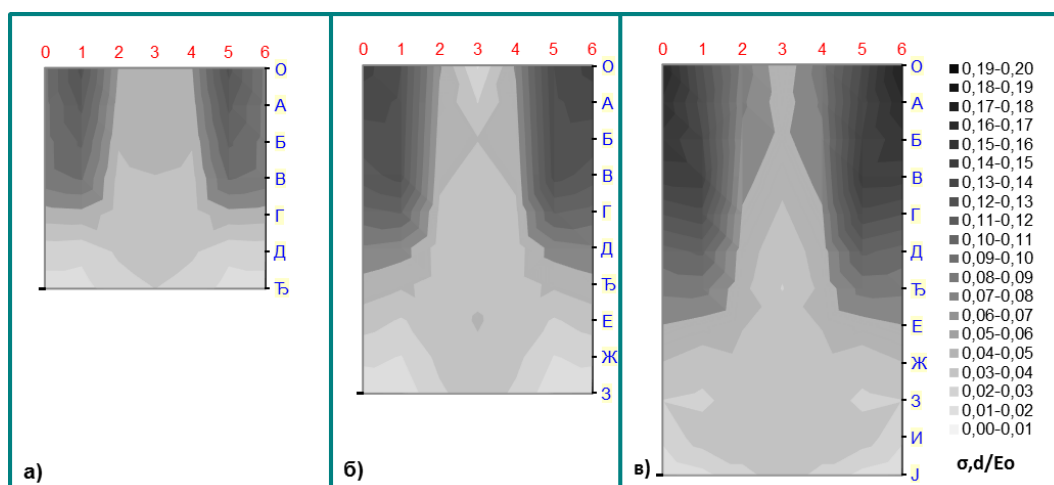 0 1 2 3 4 5 6
О
А
Б
В
Г
Д
Ђ
а)
0 1 2 3 4 5 6
О
А
Б
В
Г
Д
Ђ
Е
Ж
З
б)
0 1 2 3 4 5 6
О
А
Б
В
Г
Д
Ђ
Е
Ж
З
И
Ј
в)
0,19-0,20
0,18-0,19
0,17-0,18
0,16-0,17
0,15-0,16
0,14-0,15
0,13-0,14
0,12-0,13
0,11-0,12
0,10-0,11
0,09-0,10
0,08-0,09
0,07-0,08
0,06-0,07
0,05-0,06
0,04-0,05
0,03-0,04
0,02-0,03
0,01-0,02
0,00-0,01
σ,d/Eo